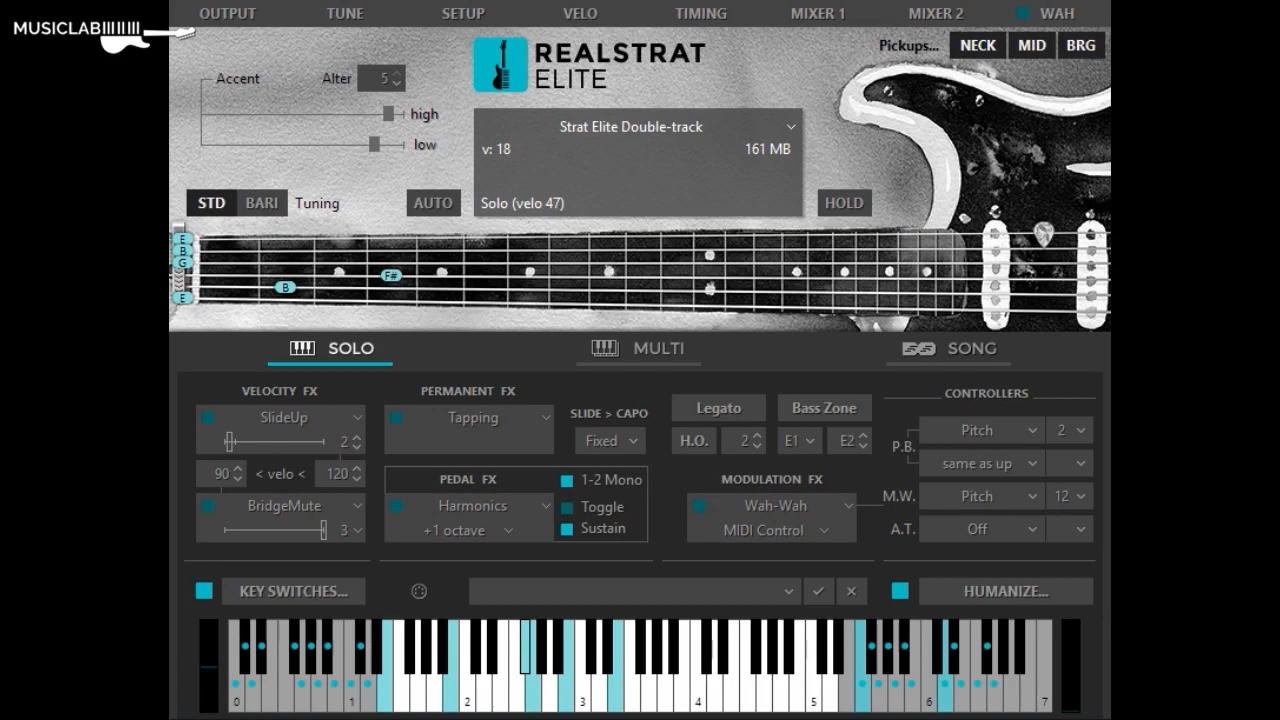 MUSICLAB
OUTPUT TUNE SETUP VELO TIMING MIXER 1 MIXER 2 WAH
REALSTRAT
ELITE
Pickups... NECK MID BRG
Accent Alter 5
high
low
Strat Elite Double-track
v: 18 161 MB
STD BARI Tuning AUTO Solo (velo 47) HOLD
E
B
G
F#
B
E
SOLO MULTI SONG
VELOCITY FX PERMANENT FX CONTROLLERS
SlideUp Tapping SLIDE > CAPO Legato Bass Zone
Pitch 2
2 Fixed H.O. 2 E1 E2 P.B.
same as up
90 < velo < 120 PEDAL FX 1-2 Mono MODULATION FX
M.W. Pitch 12
BridgeMute Harmonics Toggle Wah-Wah
3 +1 octave Sustain MIDI Control A.T. Off
KEY SWITCHES... HUMANIZE...
0 1 2 3 4 5 6 7